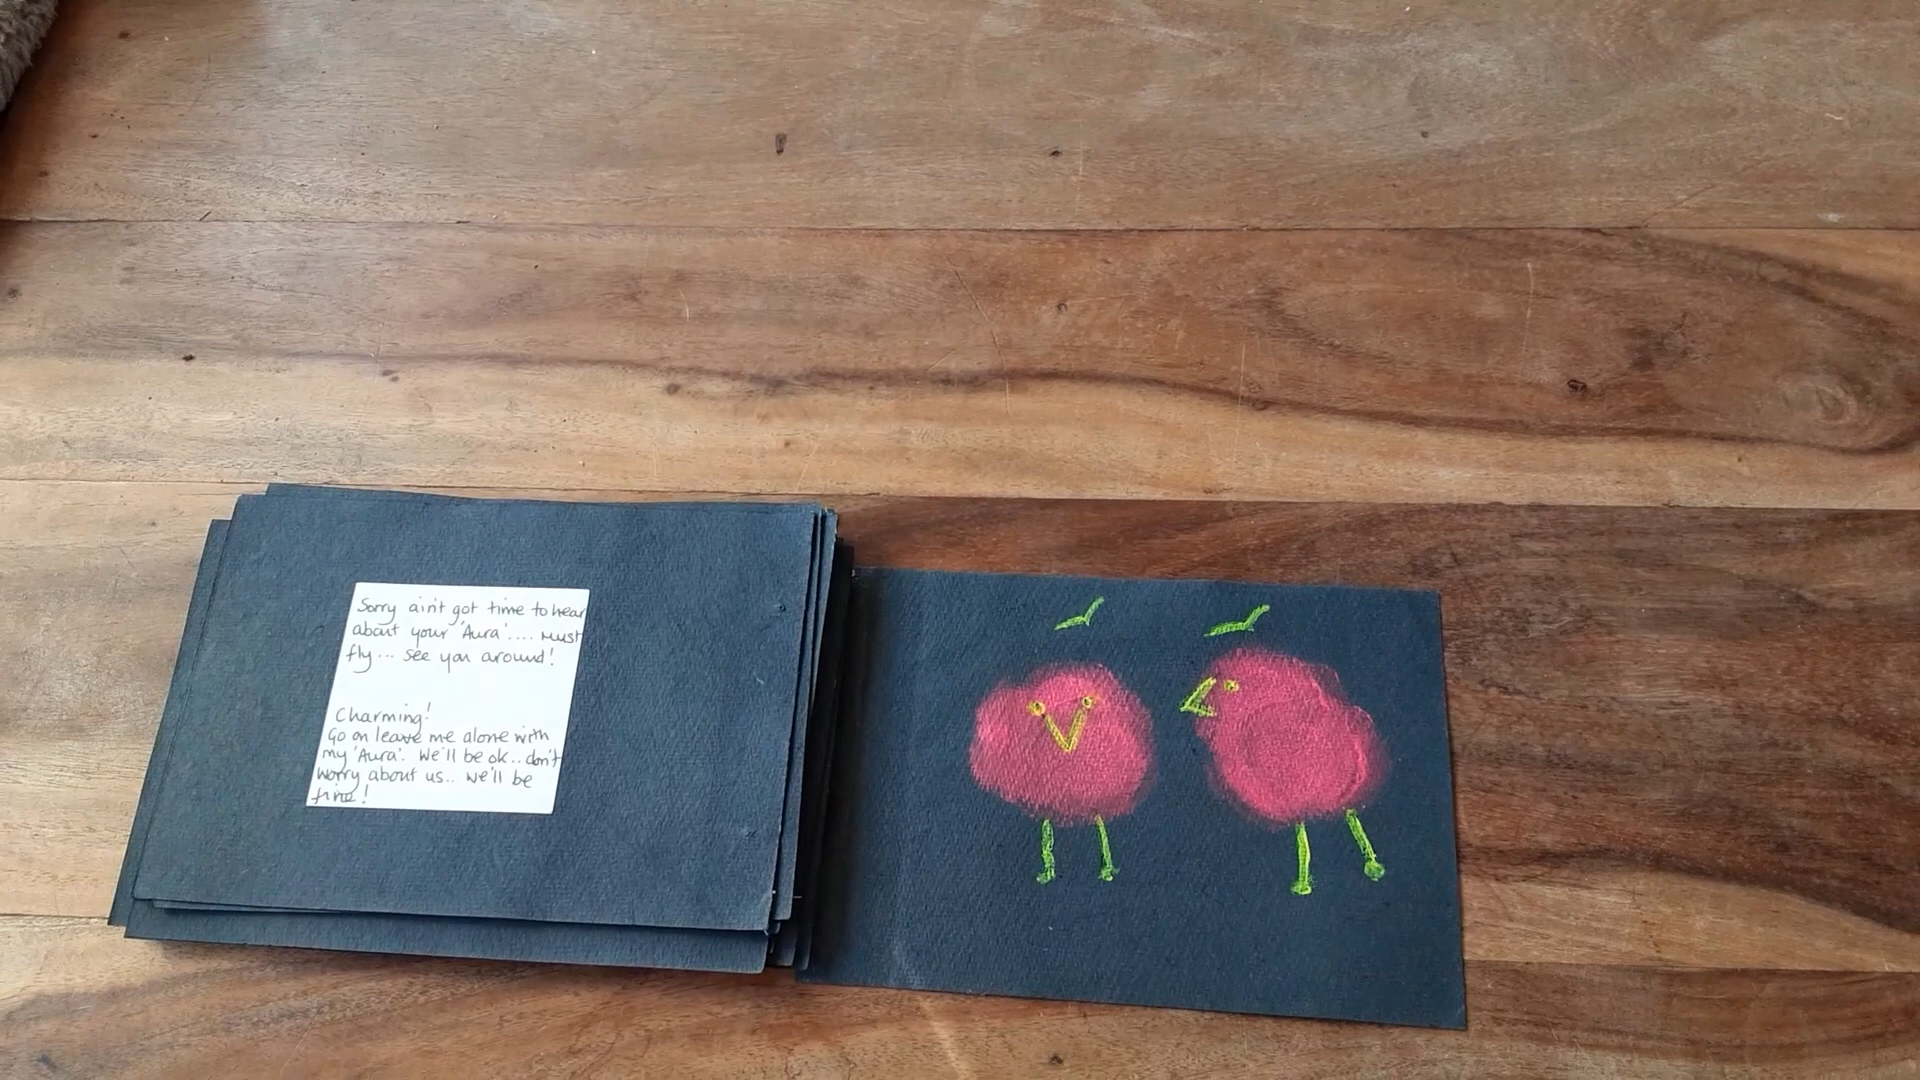 Sorry ain't got time to hear
about your 'Aura'.... Must
fly... see you around!
Charming!
Go on leave me alone with
my 'Aura'. We'll be ok.. don't
worry about us.. we'll be
fine!